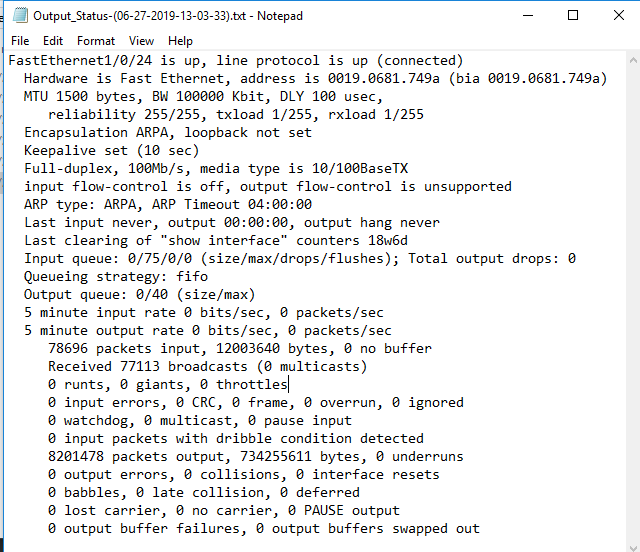 Output_Status-(06-27-2019-13-03-33).txt - Notepad
File Edit Format View Help
FastEthernet1/0/24 is up, line protocol is up (connected)
Hardware is Fast Ethernet, address is 0019.0681.749a (bia 0019.0681.749a)
MTU 1500 bytes, BW 100000 Kbit, DLY 100 usec,
reliability 255/255, txload 1/255, rxload 1/255
Encapsulation ARPA, loopback not set
Keepalive set (10 sec)
Full-duplex, 100Mb/s, media type is 10/100BaseTX
input flow-control is off, output flow-control is unsupported
ARP type: ARPA, ARP Timeout 04:00:00
Last input never, output 00:00:00, output hang never
Last clearing of "show interface" counters 18w6d
Input queue: 0/75/0/0 (size/max/drops/flushes); Total output drops: 0
Queueing strategy: fifo
Output queue: 0/40 (size/max)
5 minute input rate 0 bits/sec, 0 packets/sec
5 minute output rate 0 bits/sec, 0 packets/sec
78696 packets input, 12003640 bytes, 0 no buffer
Received 77113 broadcasts (0 multicasts)
0 runts, 0 giants, 0 throttles
0 input errors, 0 CRC, 0 frame, 0 overrun, 0 ignored
0 watchdog, 0 multicast, 0 pause input
0 input packets with dribble condition detected
8201478 packets output, 734255611 bytes, 0 underruns
0 output errors, 0 collisions, 0 interface resets
0 babbles, 0 late collision, 0 deferred
0 lost carrier, 0 no carrier, 0 PAUSE output
0 output buffer failures, 0 output buffers swapped out